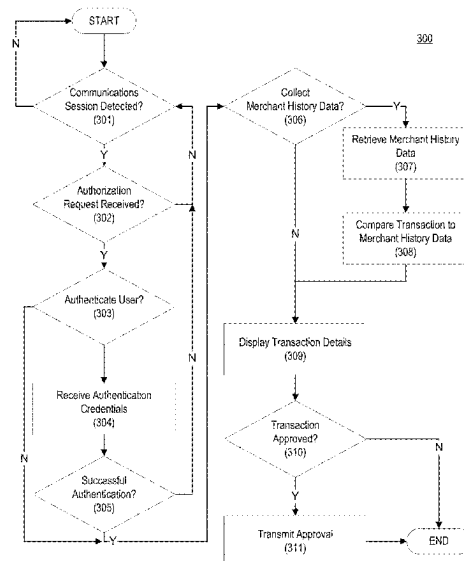 START
300
N
Communications
Session Detected?
(301)
Y
N
Authorization
Request Received?
(302)
Y
Authenticate User?
(303)
N
Receive Authentication
Credentials
(304)
N
Successful
Authentication?
(305)
Y
Collect
Merchant History Data?
(306)
Y
Retrieve Merchant History
Data
(307)
Compare Transaction to
Merchant History Data
(308)
N
Display Transaction Details
(309)
Transaction
Approved?
(310)
N
Y
Transmit Approval
(311)
END